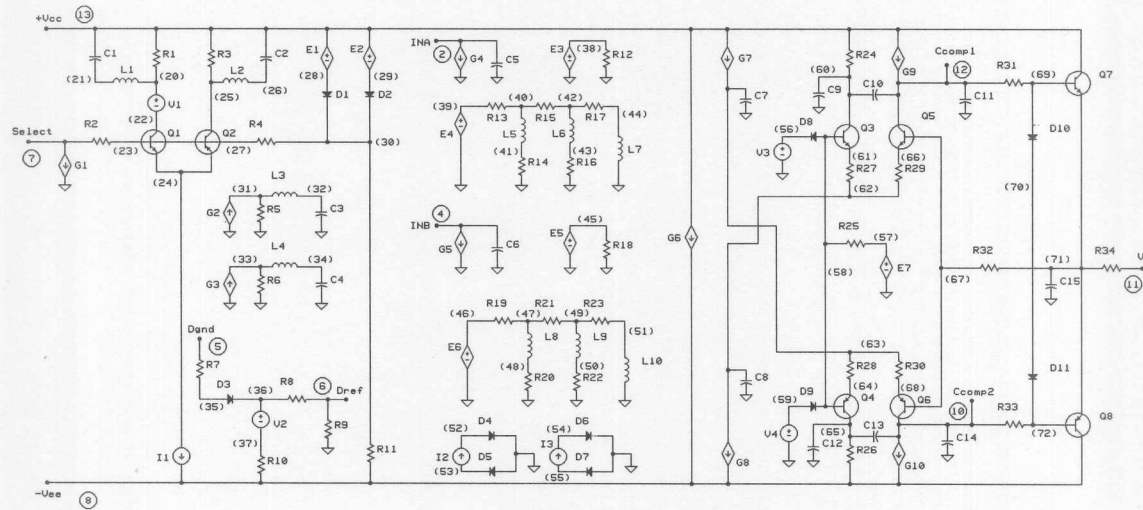 +Vcc 13
C1 R1 R3 C2 E1 E2
L1 L2
(21) (20) (25) (26) (28) (29)
V1 D1 D2
(22)
Select R2 Q1 Q2 R4
7 (23) (27) (30)
G1 (24)
L3
(31) (32)
G2 R5 C3
L4
(33) (34)
G3 R6 C4
Dgnd
5
R7
D3 (36) R8 6 Dref
(35)
V2 R9
(37)
I1 R10 R11
-Vee 8
INA 2 G4 C5 E3 (38) R12
(39) (40) (42) (44)
R13 R15 R17
E4 L5 L6 L7
(41) (43)
R14 R16
INB 4 (45)
G5 C6 E5 R18
R19 R21 R23
(46) (47) (49) (51)
L8 L9
E6 (48) (50) L10
R20 R22
D4 D6
(52) (54)
I2 D5 I3 D7
(53) (55)
G6
G7 R24 G9 Ccomp1
(60) 12 R31 (69) Q7
C7 C9 C10 C11
D8 Q3 Q5 D10
(56)
V3 (61) (66)
R27 R29
(62) (70)
R25 (57)
(58) E7 (67) R32 (71) R34 V
C15 11
(63)
R28 R30
C8 D9 (64) (68) D11
(59) Q4 Q6 Ccomp2
10 R33 Q8
V4 (65) C13 (72)
C12 C14
G8 R26 G10